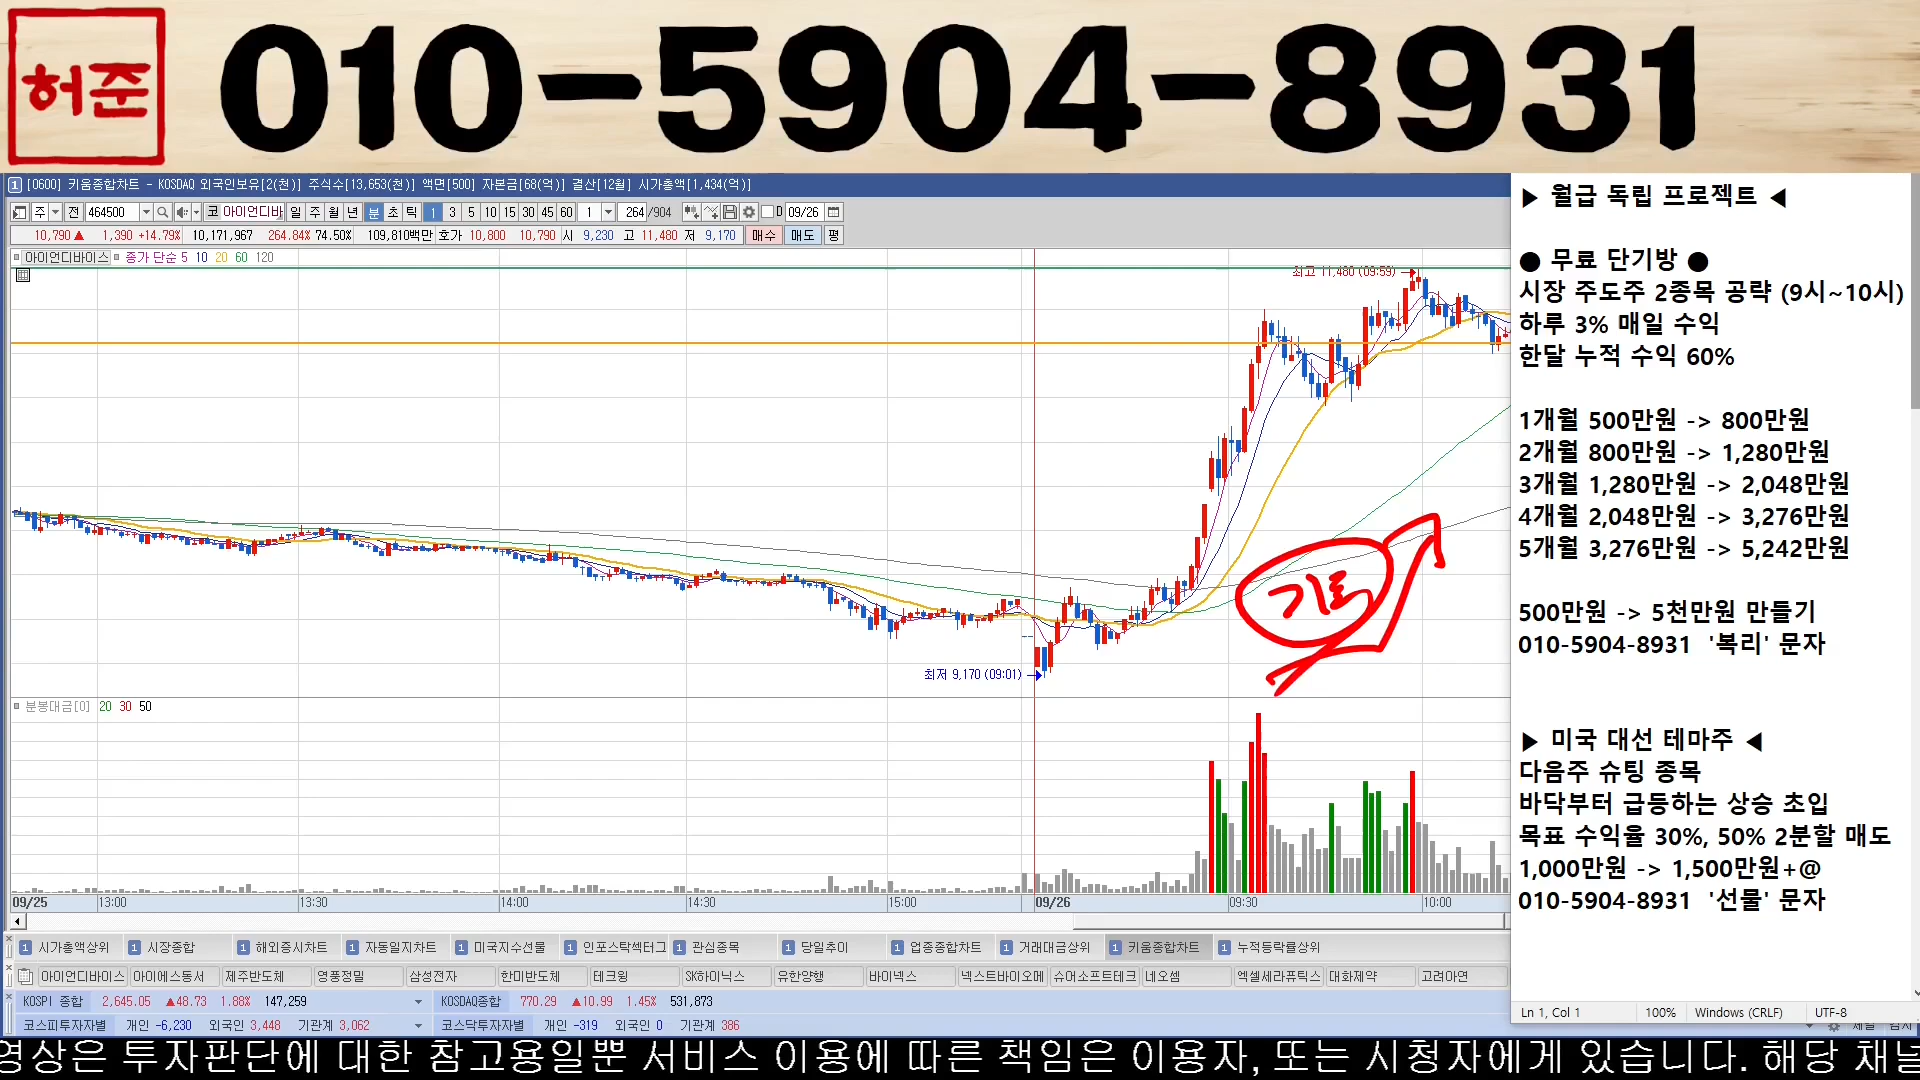 허준
010-5904-8931
1 [0600] 키움종합차트 - KOSDAQ 외국인보유[2(천)] 주식수[13,653(천)] 액면[500] 자본금[68(억)] 결산[12월] 시가총액[1,434(억)]
주 전 464500 코 아이언디바 일 주 월 년 분 초 틱 1 3 5 10 15 30 45 60 1 264 /904 D 09/26
10,790 ▲ 1,390 +14.79% 10,171,967 264.84% 74.50% 109,810백만 호가 10,800 10,790 시 9,230 고 11,480 저 9,170 매수 매도 평
아이언디바이스 종가 단순 5 10 20 60 120
최고 11,480 (09:59)
기준
최저 9,170 (09:01)
분봉대금[0] 20 30 50
09/25 13:00 13:30 14:00 14:30 15:00 09/26 09:30 10:00
1 시가총액상위 1 시장종합 1 해외증시차트 1 자동일지차트 1 미국지수선물 1 인포스탁섹터그 1 관심종목 1 당일추이 1 업종종합차트 1 거래대금상위 1 키움종합차트 1 누적등락률상위
아이언디바이스 아이에스동서 제주반도체 영풍정밀 삼성전자 한미반도체 테크윙 SK하이닉스 유한양행 바이넥스 넥스트바이오메 슈어소프트테크 네오셈 엑셀세라퓨틱스 대화제약 고려아연
KOSPI 종합 2,645.05 ▲48.73 1.88% 147,259 KOSDAQ종합 770.29 ▲10.99 1.45% 531,873
코스피투자자별 개인 -6,230 외국인 3,448 기관계 3,062 코스닥투자자별 개인 -319 외국인 0 기관계 386
▶ 월급 독립 프로젝트 ◀
● 무료 단기방 ●
시장 주도주 2종목 공략 (9시~10시)
하루 3% 매일 수익
한달 누적 수익 60%
1개월 500만원 -> 800만원
2개월 800만원 -> 1,280만원
3개월 1,280만원 -> 2,048만원
4개월 2,048만원 -> 3,276만원
5개월 3,276만원 -> 5,242만원
500만원 -> 5천만원 만들기
010-5904-8931 '복리' 문자
▶ 미국 대선 테마주 ◀
다음주 슈팅 종목
바닥부터 급등하는 상승 초입
목표 수익율 30%, 50% 2분할 매도
1,000만원 -> 1,500만원+@
010-5904-8931 '선물' 문자
Ln 1, Col 1 100% Windows (CRLF) UTF-8
영상은 투자판단에 대한 참고용일뿐 서비스 이용에 따른 책임은 이용자, 또는 시청자에게 있습니다. 해당 채널